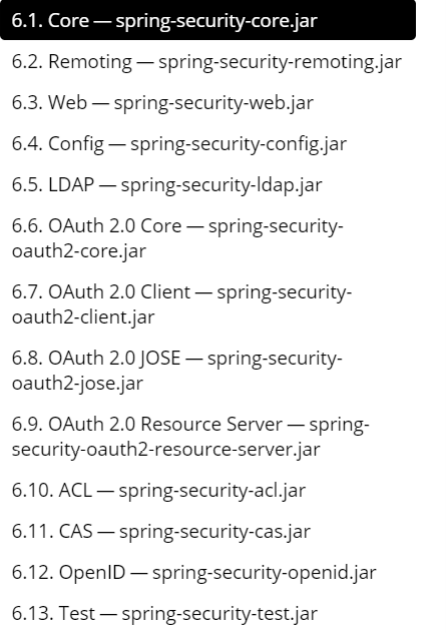 6.1. Core — spring-security-core.jar
6.2. Remoting — spring-security-remoting.jar
6.3. Web — spring-security-web.jar
6.4. Config — spring-security-config.jar
6.5. LDAP — spring-security-ldap.jar
6.6. OAuth 2.0 Core — spring-security-
oauth2-core.jar
6.7. OAuth 2.0 Client — spring-security-
oauth2-client.jar
6.8. OAuth 2.0 JOSE — spring-security-
oauth2-jose.jar
6.9. OAuth 2.0 Resource Server — spring-
security-oauth2-resource-server.jar
6.10. ACL — spring-security-acl.jar
6.11. CAS — spring-security-cas.jar
6.12. OpenID — spring-security-openid.jar
6.13. Test — spring-security-test.jar